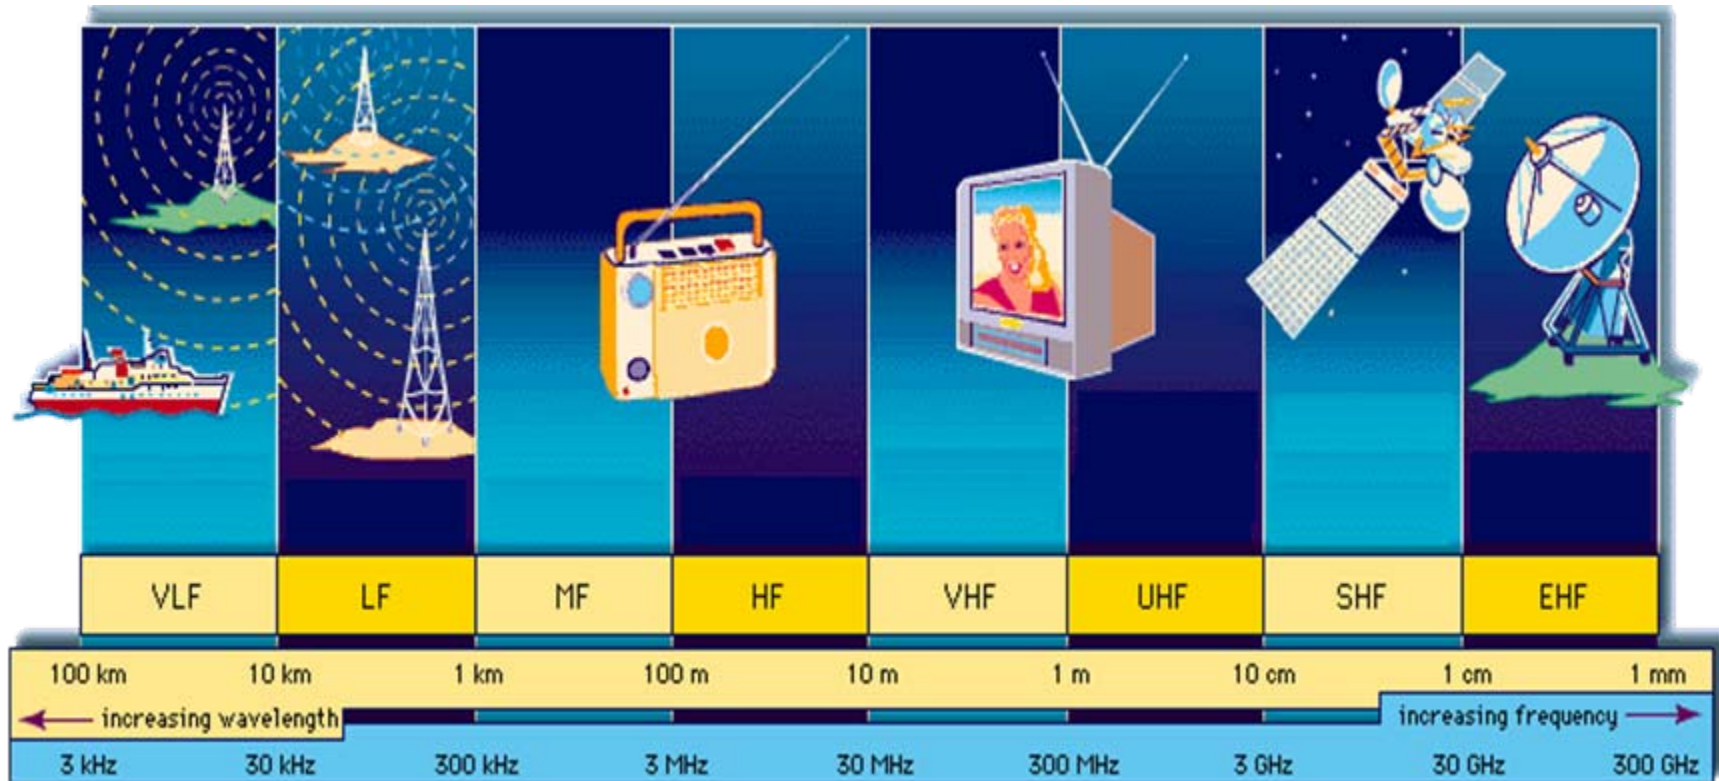 VLF LF MF HF VHF UHF SHF EHF
100 km 10 km 1 km 100 m 10 m 1 m 10 cm 1 cm 1 mm
increasing wavelength increasing frequency
3 kHz 30 kHz 300 kHz 3 MHz 30 MHz 300 MHz 3 GHz 30 GHz 300 GHz